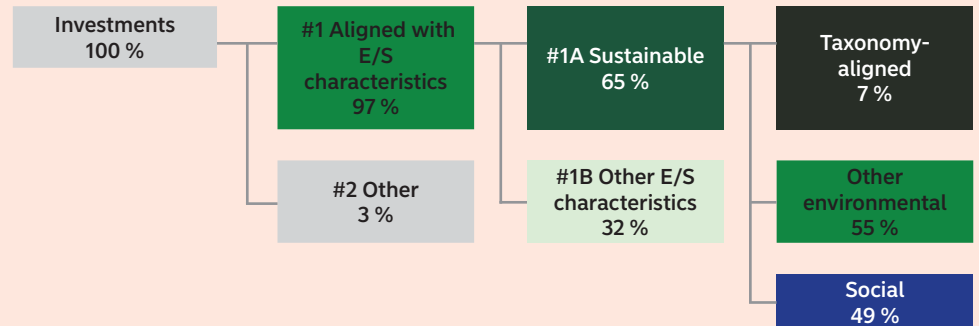 Investments
100 %
#1 Aligned with
E/S
characteristics
97 %
#1A Sustainable
65 %
Taxonomy-
aligned
7 %
#2 Other
3 %
#1B Other E/S
characteristics
32 %
Other
environmental
55 %
Social
49 %